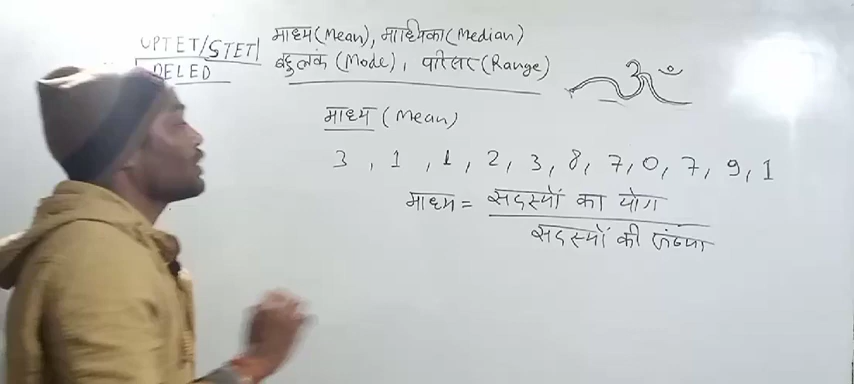 UPTET/STET
DELED
माध्य (Mean), माध्यिका (Median)
बहुलक (Mode), परिसर (Range)
ॐ
माध्य (Mean)
3, 1, 1, 2, 3, 8, 7, 0, 7, 9, 1
माध्य = सदस्यों का योग
सदस्यों की संख्या